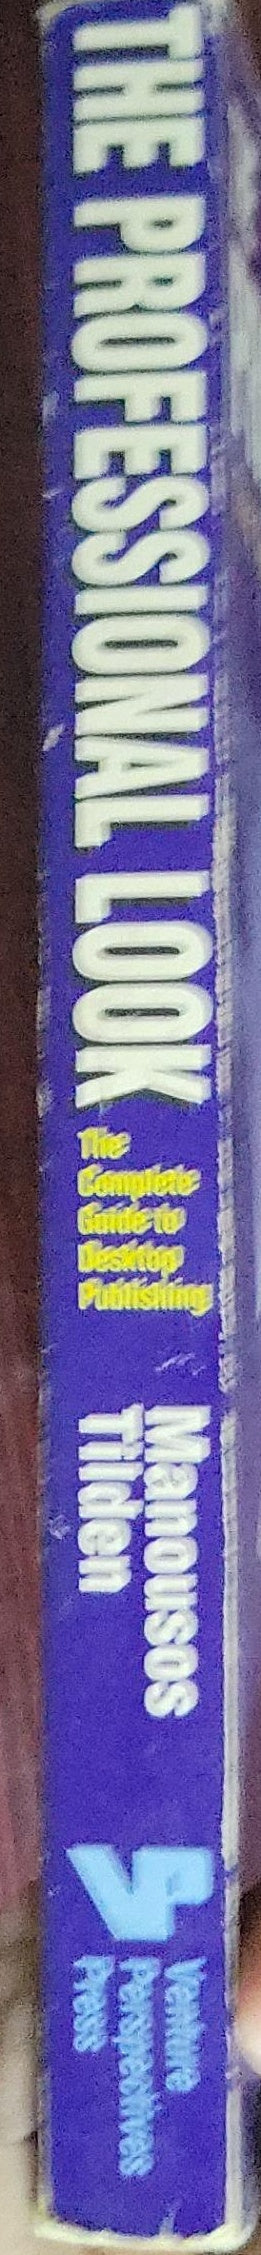 THE PROFESSIONAL LOOK
The
Complete
Guide to
Desktop
Publishing
Manousos
Tilden
Venture
Perspectives
Press